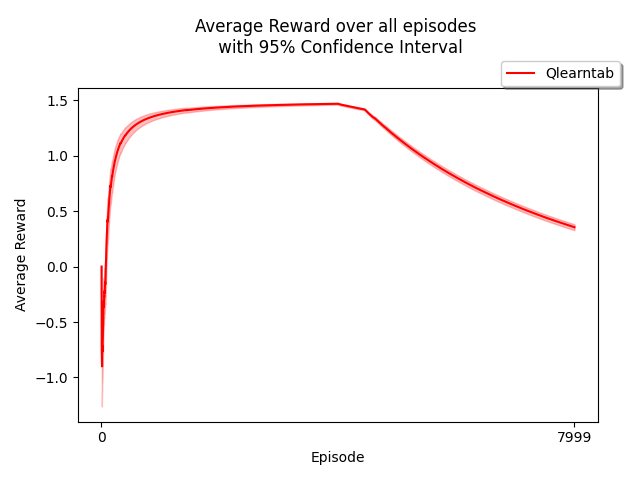 Average Reward over all episodes
with 95% Confidence Interval
Qlearntab
1.5
1.0
0.5
0.0
−0.5
−1.0
Average Reward
0
7999
Episode